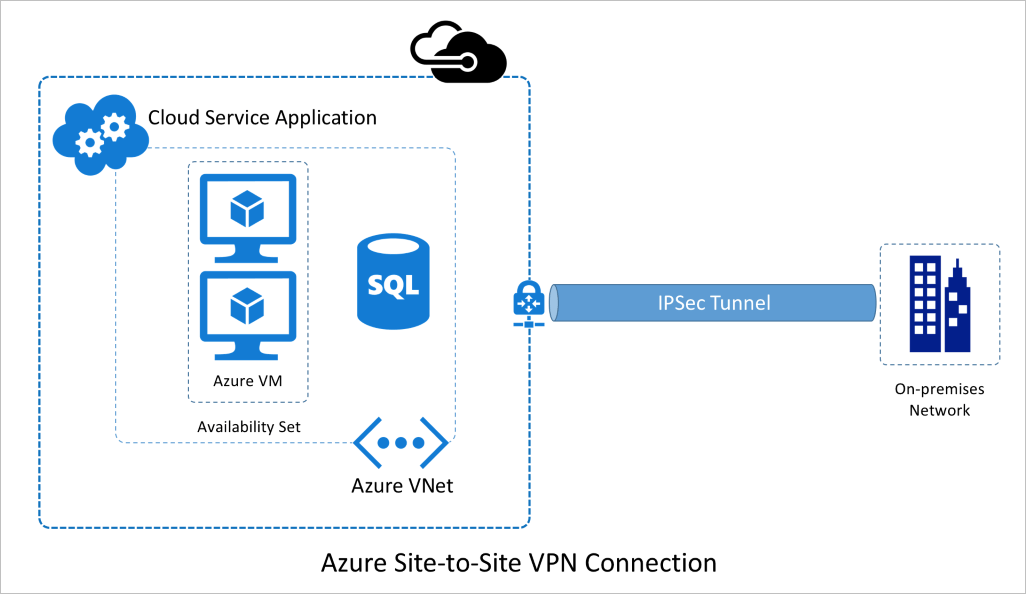 Cloud Service Application
SQL
Azure VM
Availability Set
Azure VNet
IPSec Tunnel
On-premises
Network
Azure Site-to-Site VPN Connection